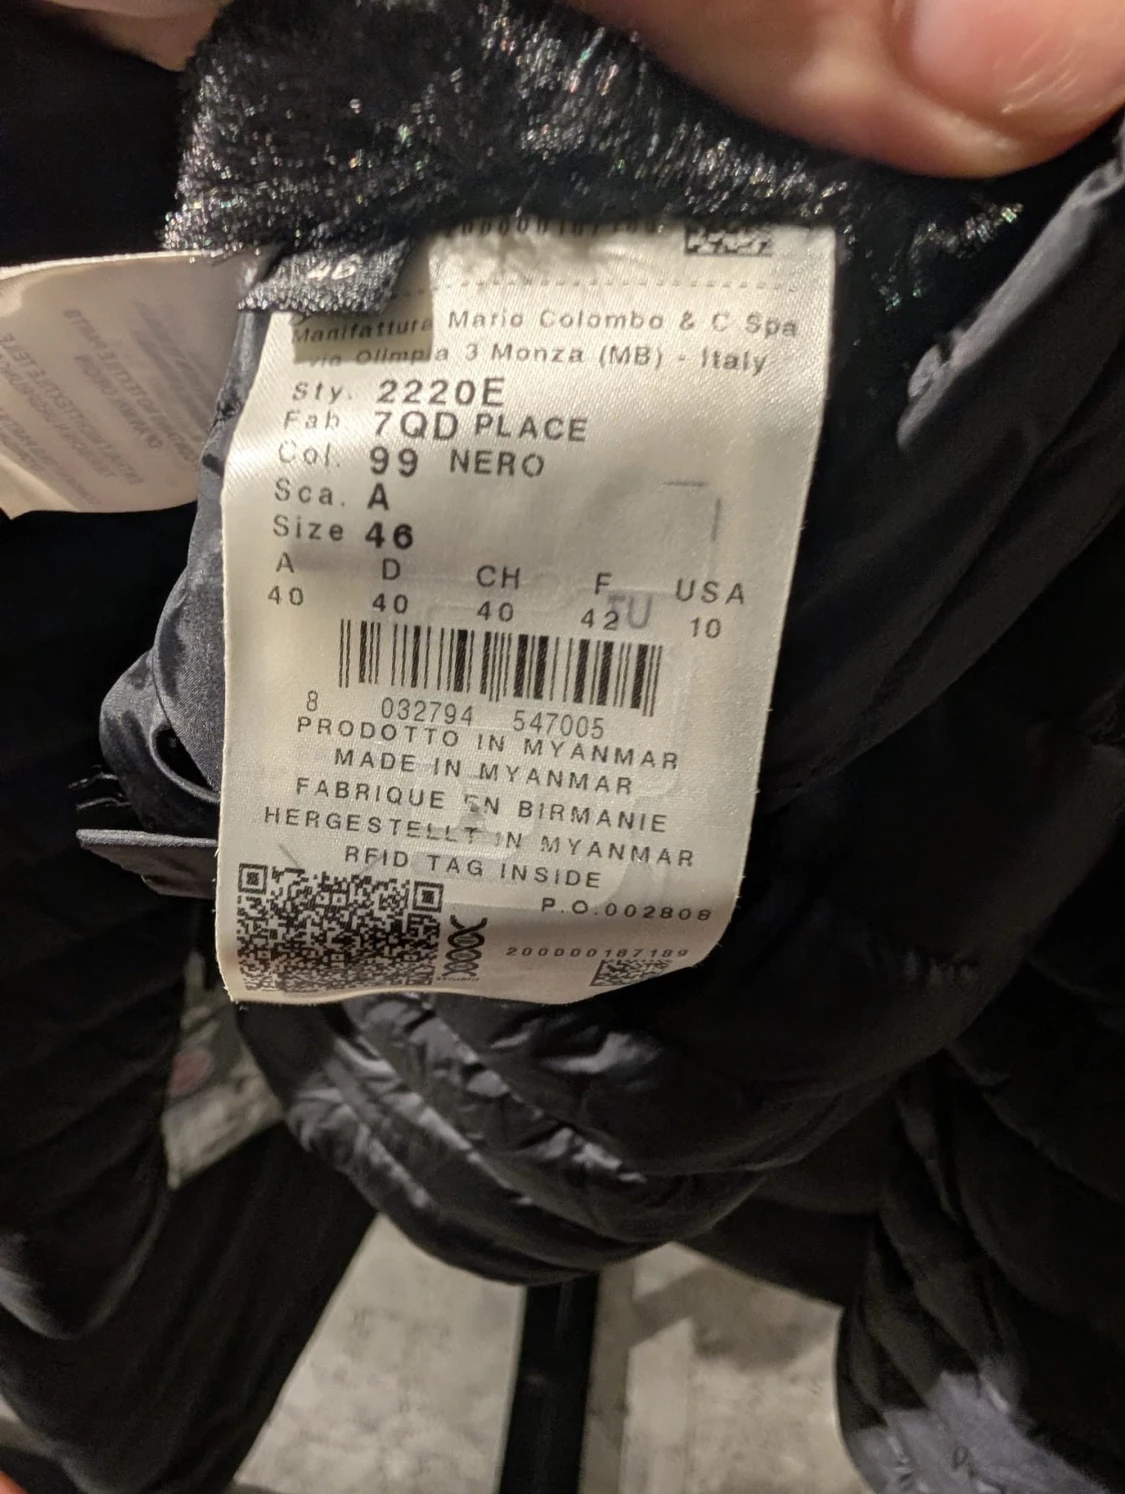 Manifattura Mario Colombo & C Spa
via Olimpia 3 Monza (MB) - Italy
Sty. 2220E
Fab 7QD PLACE
Col. 99 NERO
Sca. A
Size 46
A D CH F USA
40 40 40 42 10
TU
8 032794 547005
PRODOTTO IN MYANMAR
MADE IN MYANMAR
FABRIQUE EN BIRMANIE
HERGESTELLT IN MYANMAR
RFID TAG INSIDE
P.O.002808
200000187189